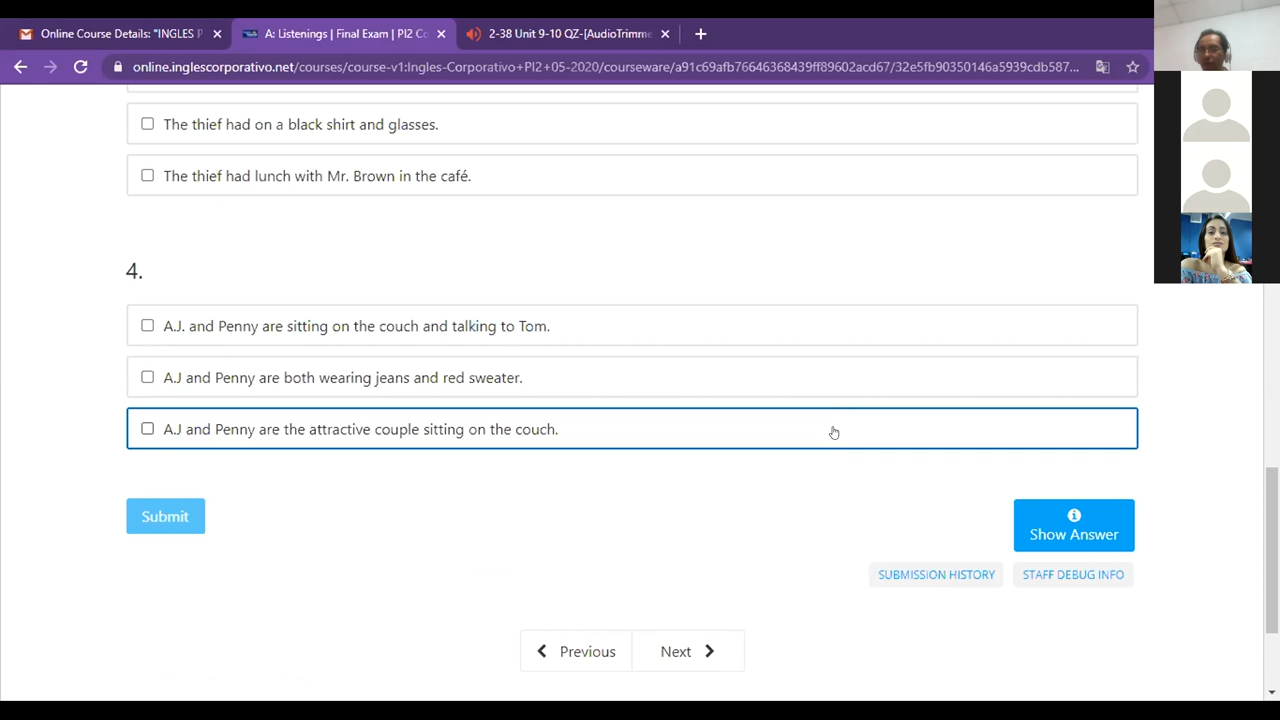 Online Course Details: "INGLES P
A: Listenings | Final Exam | PI2 Co
2-38 Unit 9-10 QZ-[AudioTrimme
online.inglescorporativo.net/courses/course-v1:Ingles-Corporativo+PI2+05-2020/courseware/a91c69afb76646368439ff89602acd67/32e5fb90350146a5939cdb587...
The thief had on a black shirt and glasses.
The thief had lunch with Mr. Brown in the café.
4.
A.J. and Penny are sitting on the couch and talking to Tom.
A.J and Penny are both wearing jeans and red sweater.
A.J and Penny are the attractive couple sitting on the couch.
Submit
Show Answer
SUBMISSION HISTORY
STAFF DEBUG INFO
Previous
Next